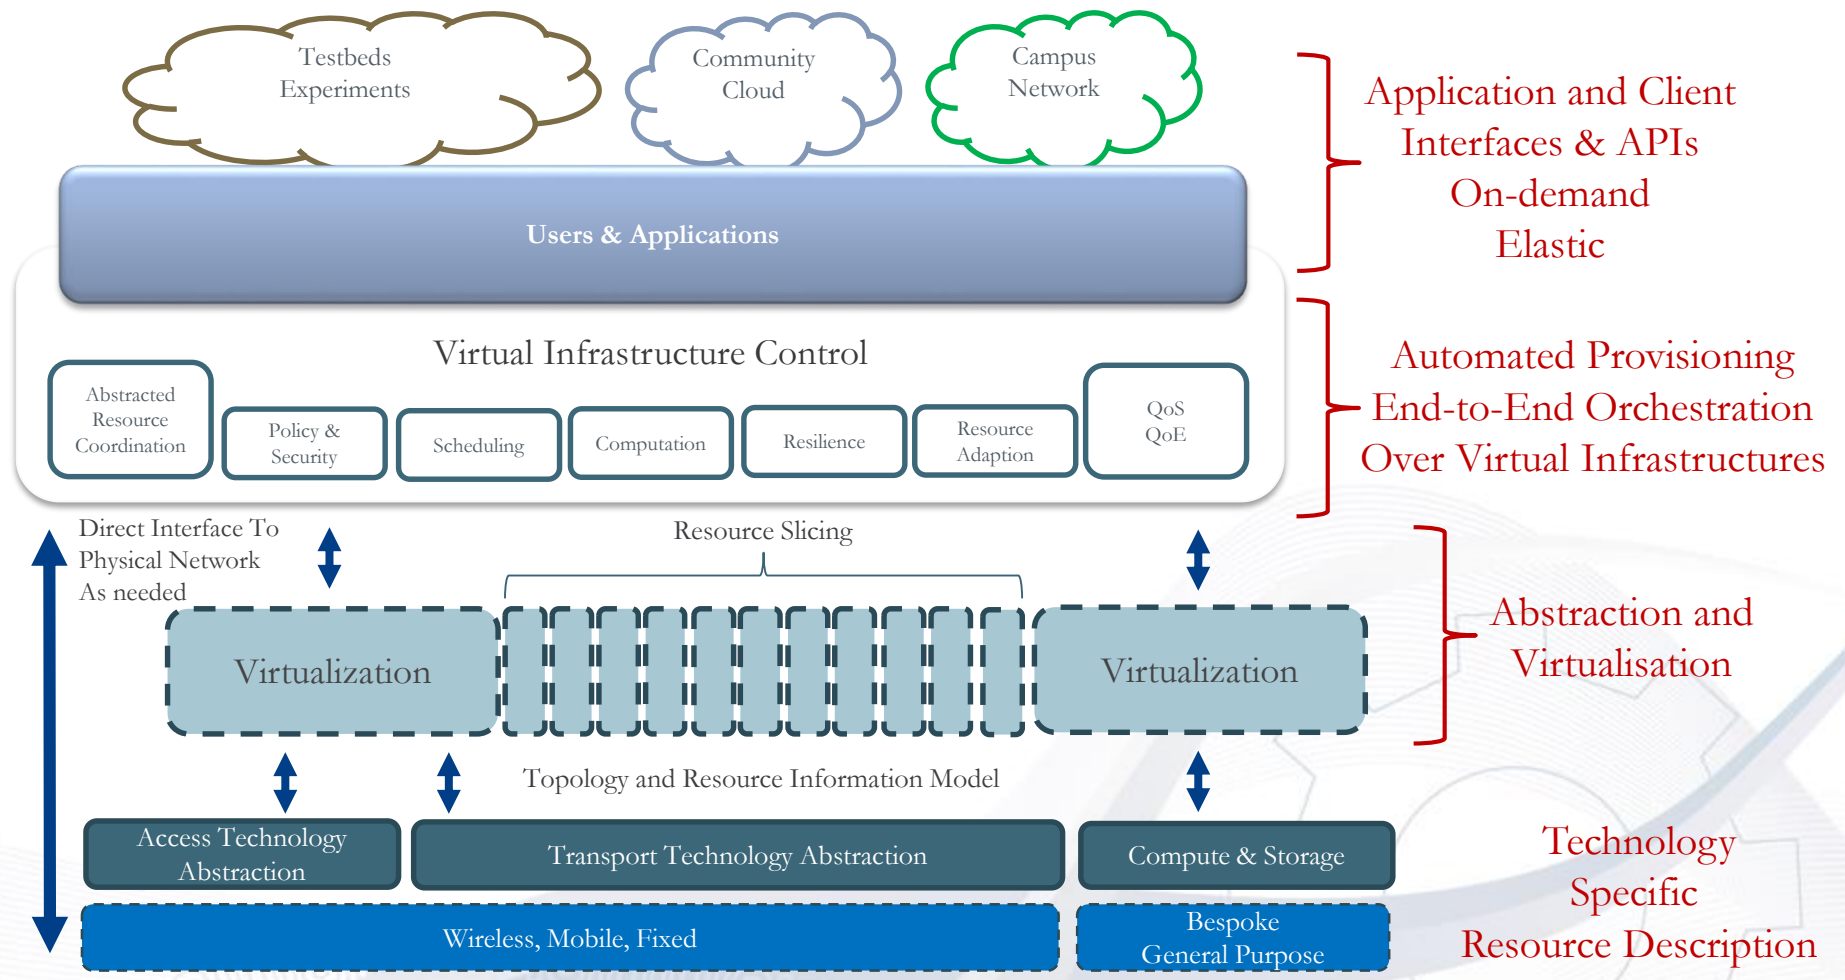 Testbeds
Experiments
Community
Cloud
Campus
Network
Application and Client
Interfaces & APIs
On-demand
Elastic
Users & Applications
Virtual Infrastructure Control
Abstracted
Resource
Coordination
Policy &
Security
Scheduling
Computation
Resilience
Resource
Adaption
QoS
QoE
Automated Provisioning
End-to-End Orchestration
Over Virtual Infrastructures
Direct Interface To
Physical Network
As needed
Resource Slicing
Virtualization
Virtualization
Abstraction and
Virtualisation
Topology and Resource Information Model
Access Technology
Abstraction
Transport Technology Abstraction
Compute & Storage
Wireless, Mobile, Fixed
Bespoke
General Purpose
Technology
Specific
Resource Description